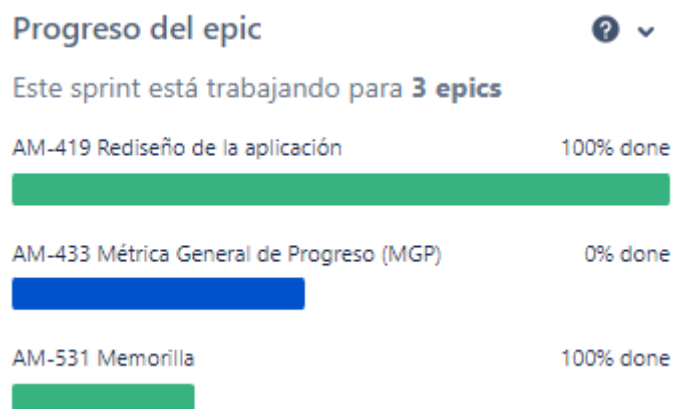 Progreso del epic
Este sprint está trabajando para 3 epics
AM-419 Rediseño de la aplicación 100% done
AM-433 Métrica General de Progreso (MGP) 0% done
AM-531 Memorilla 100% done